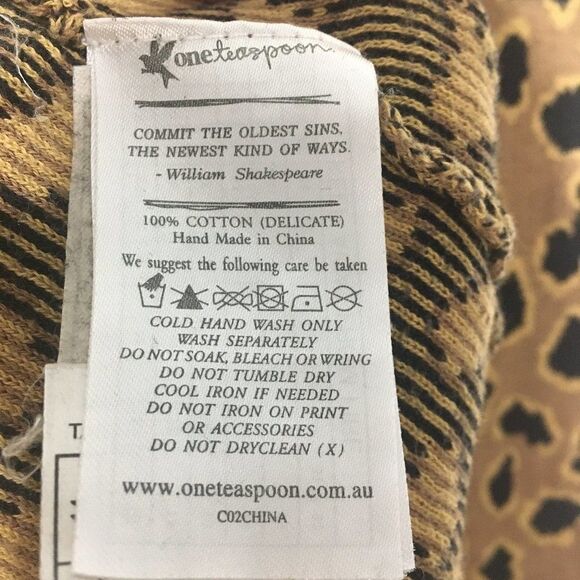 oneteaspoon.
COMMIT THE OLDEST SINS.
THE NEWEST KIND OF WAYS.
- William Shakespeare
100% COTTON (DELICATE)
Hand Made in China
We suggest the following care be taken
COLD HAND WASH ONLY
WASH SEPARATELY
DO NOT SOAK, BLEACH OR WRING
DO NOT TUMBLE DRY
COOL IRON IF NEEDED
DO NOT IRON ON PRINT
OR ACCESSORIES
DO NOT DRYCLEAN (X)
www.oneteaspoon.com.au
C02CHINA